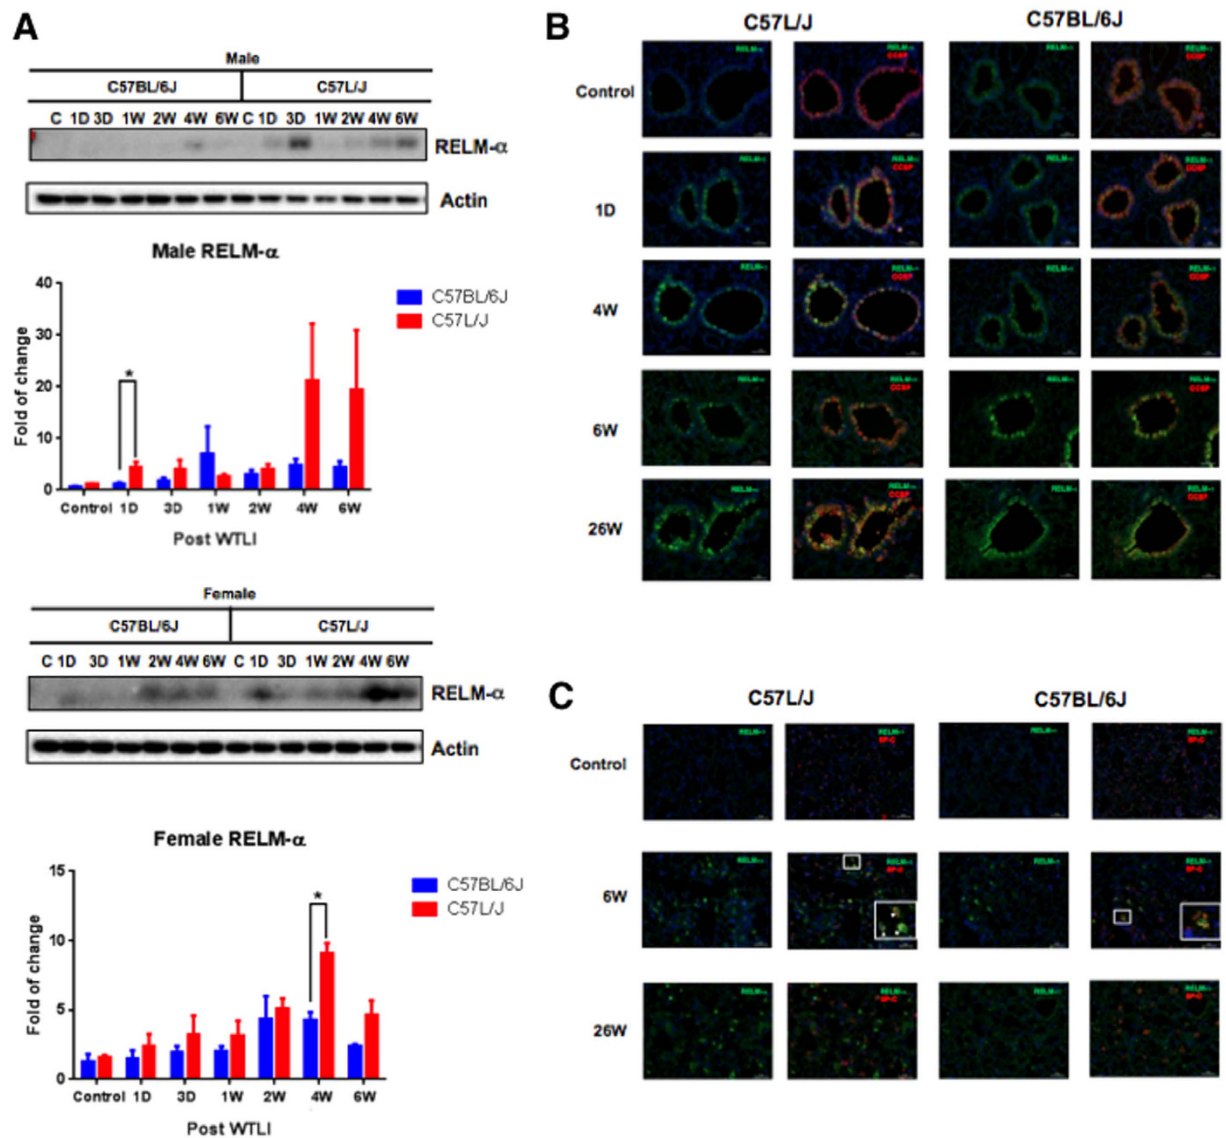 A
Male
C57BL/6J C57L/J
C 1D 3D 1W 2W 4W 6W C 1D 3D 1W 2W 4W 6W
RELM-α
Actin
Male RELM-α
Fold of change
40
30
20
10
0
*
C57BL/6J
C57L/J
Control 1D 3D 1W 2W 4W 6W
Post WTLI
Female
C57BL/6J C57L/J
C 1D 3D 1W 2W 4W 6W C 1D 3D 1W 2W 4W 6W
RELM-α
Actin
Female RELM-α
Fold of change
15
10
5
0
*
C57BL/6J
C57L/J
Control 1D 3D 1W 2W 4W 6W
Post WTLI
B
C57L/J C57BL/6J
Control
1D
4W
6W
26W
C
C57L/J C57BL/6J
Control
6W
26W